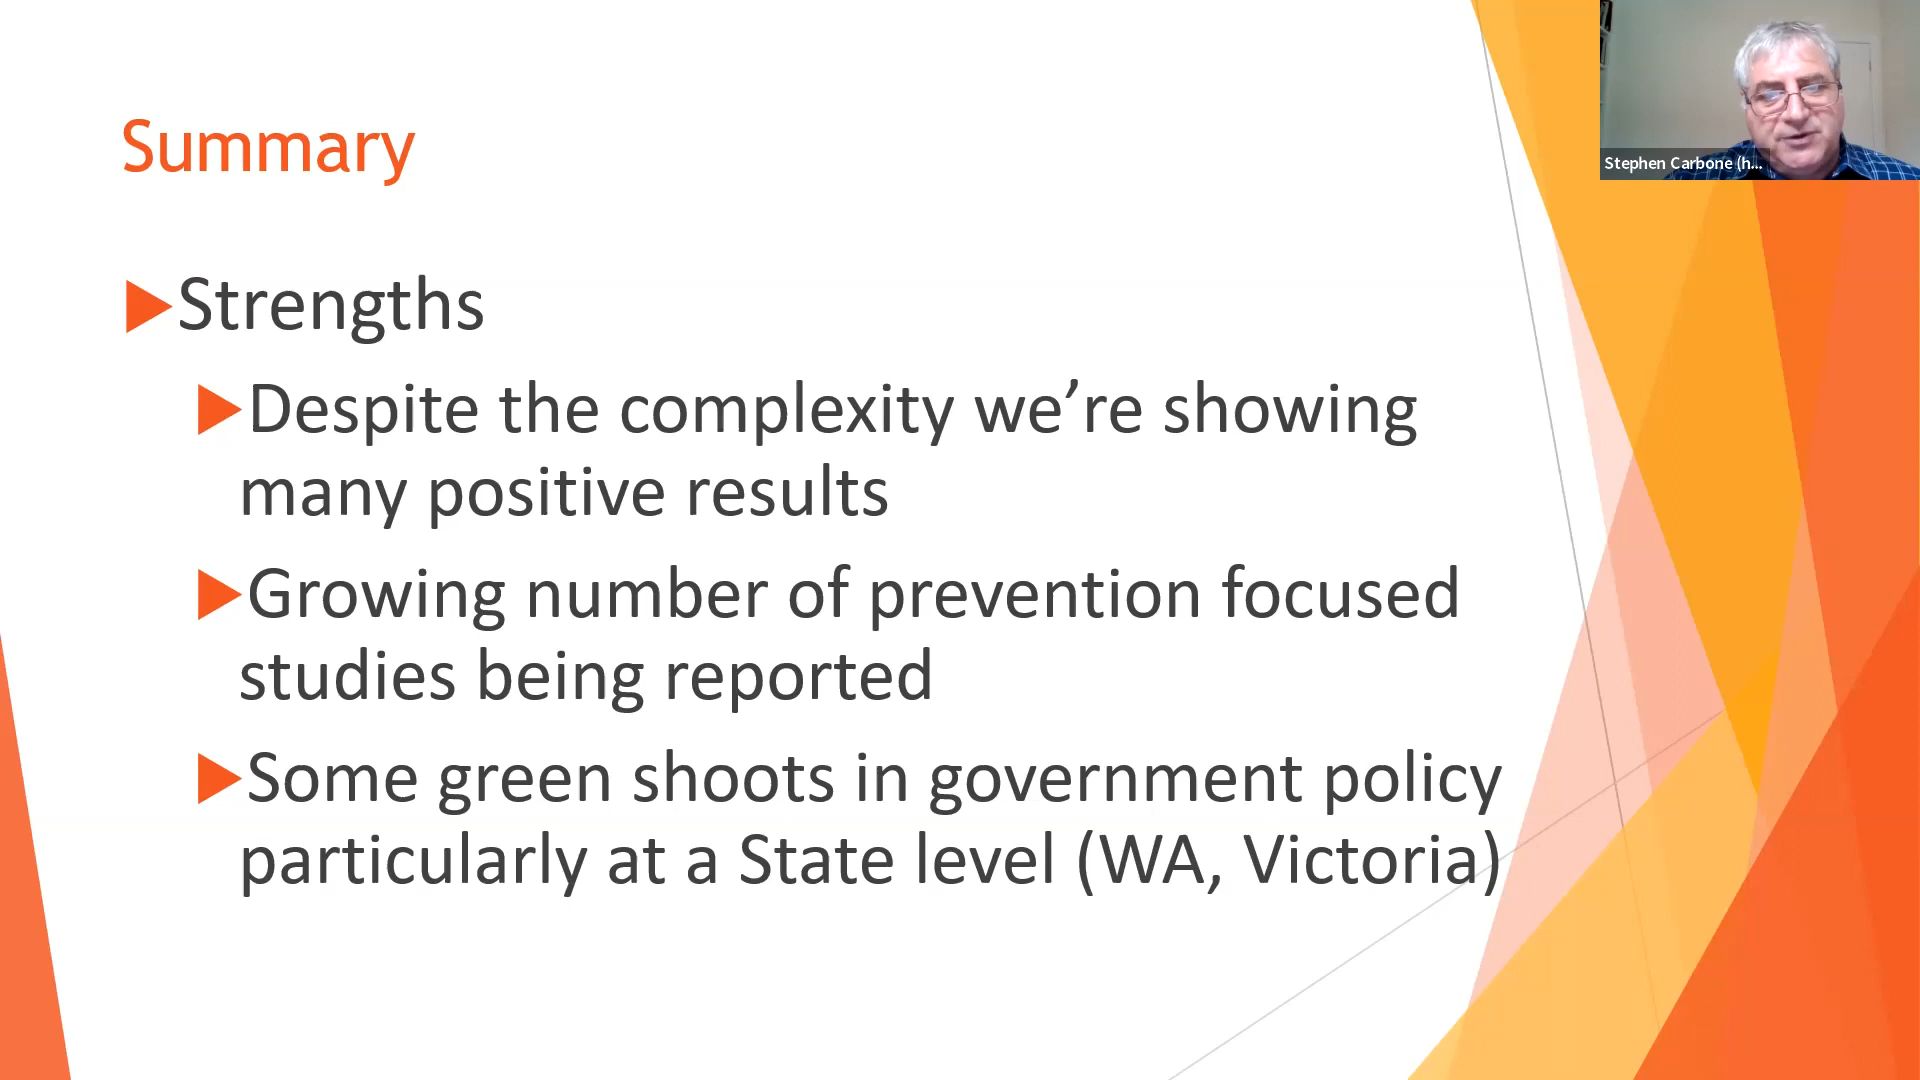 Stephen Carbone (h...
Summary
Strengths
Despite the complexity we’re showing
many positive results
Growing number of prevention focused
studies being reported
Some green shoots in government policy
particularly at a State level (WA, Victoria)